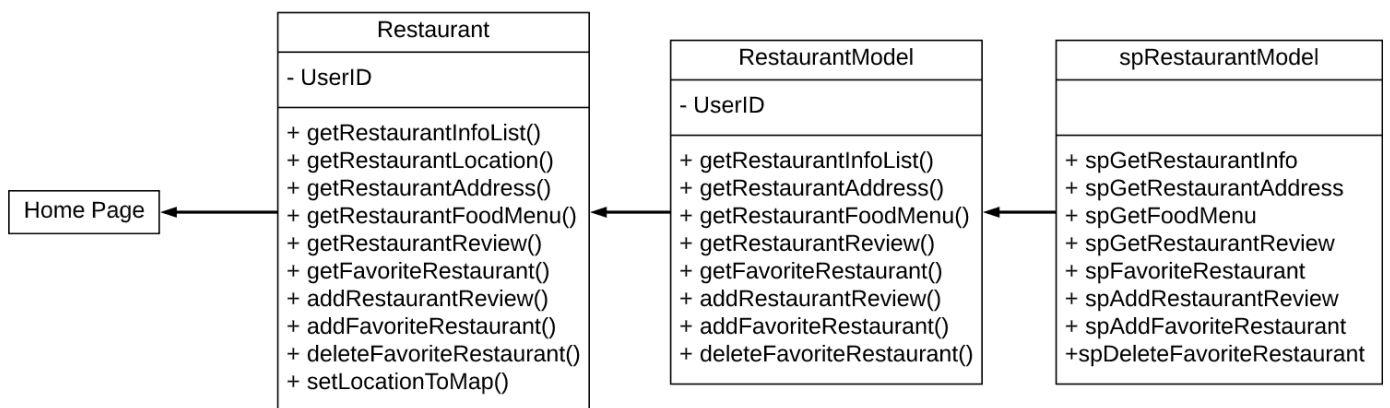 Home Page
Restaurant
- UserID
+ getRestaurantInfoList()
+ getRestaurantLocation()
+ getRestaurantAddress()
+ getRestaurantFoodMenu()
+ getRestaurantReview()
+ getFavoriteRestaurant()
+ addRestaurantReview()
+ addFavoriteRestaurant()
+ deleteFavoriteRestaurant()
+ setLocationToMap()
RestaurantModel
- UserID
+ getRestaurantInfoList()
+ getRestaurantAddress()
+ getRestaurantFoodMenu()
+ getRestaurantReview()
+ getFavoriteRestaurant()
+ addRestaurantReview()
+ addFavoriteRestaurant()
+ deleteFavoriteRestaurant()
spRestaurantModel
+ spGetRestaurantInfo
+ spGetRestaurantAddress
+ spGetFoodMenu
+ spGetRestaurantReview
+ spFavoriteRestaurant
+ spAddRestaurantReview
+ spAddFavoriteRestaurant
+spDeleteFavoriteRestaurant